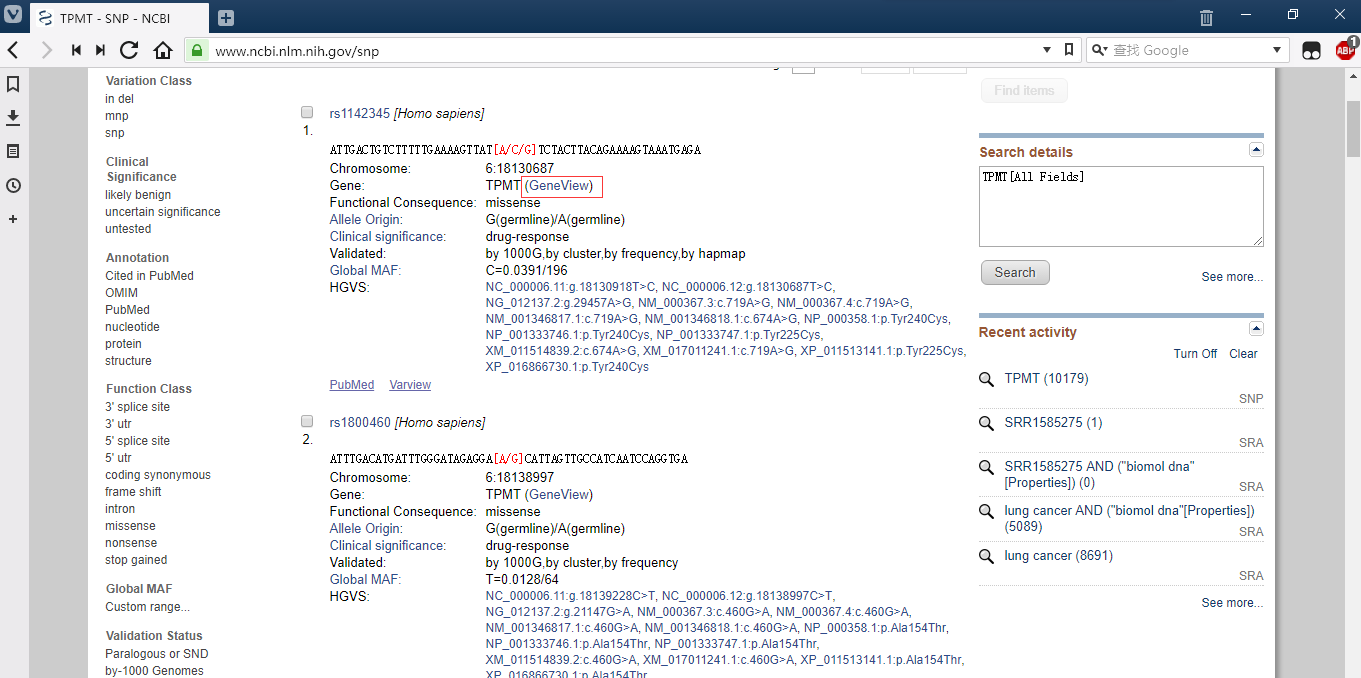 TPMT - SNP - NCBI
www.ncbi.nlm.nih.gov/snp
查找 Google
ABP
1
Variation Class
in del
mnp
snp
Clinical
Significance
likely benign
uncertain significance
untested
Annotation
Cited in PubMed
OMIM
PubMed
nucleotide
protein
structure
Function Class
3' splice site
3' utr
5' splice site
5' utr
coding synonymous
frame shift
intron
missense
nonsense
stop gained
Global MAF
Custom range...
Validation Status
Paralogous or SND
by-1000 Genomes
rs1142345 [Homo sapiens]
1.
ATTGACTGTCTTTTTGAAAAGTTAT[A/C/G]TCTACTTACAGAAAAGTAAATGAGA
Chromosome: 6:18130687
Gene: TPMT (GeneView)
Functional Consequence: missense
Allele Origin: G(germline)/A(germline)
Clinical significance: drug-response
Validated: by 1000G,by cluster,by frequency,by hapmap
Global MAF: C=0.0391/196
HGVS: NC_000006.11:g.18130918T>C, NC_000006.12:g.18130687T>C,
NG_012137.2:g.29457A>G, NM_000367.3:c.719A>G, NM_000367.4:c.719A>G,
NM_001346817.1:c.719A>G, NM_001346818.1:c.674A>G, NP_000358.1:p.Tyr240Cys,
NP_001333746.1:p.Tyr240Cys, NP_001333747.1:p.Tyr225Cys,
XM_011514839.2:c.674A>G, XM_017011241.1:c.719A>G, XP_011513141.1:p.Tyr225Cys,
XP_016866730.1:p.Tyr240Cys
PubMed Varview
rs1800460 [Homo sapiens]
2.
ATTTGACATGATTTGGGATAGAGGA[A/G]CATTAGTTGCCATCAATCCAGGTGA
Chromosome: 6:18138997
Gene: TPMT (GeneView)
Functional Consequence: missense
Allele Origin: G(germline)/A(germline)
Clinical significance: drug-response
Validated: by 1000G,by cluster,by frequency
Global MAF: T=0.0128/64
HGVS: NC_000006.11:g.18139228C>T, NC_000006.12:g.18138997C>T,
NG_012137.2:g.21147G>A, NM_000367.3:c.460G>A, NM_000367.4:c.460G>A,
NM_001346817.1:c.460G>A, NM_001346818.1:c.460G>A, NP_000358.1:p.Ala154Thr,
NP_001333746.1:p.Ala154Thr, NP_001333747.1:p.Ala154Thr,
XM_011514839.2:c.460G>A, XM_017011241.1:c.460G>A, XP_011513141.1:p.Ala154Thr,
XP_016866730.1:p.Ala154Thr
Find items
Search details
TPMT[All Fields]
Search
See more...
Recent activity
Turn Off Clear
TPMT (10179)
SNP
SRR1585275 (1)
SRA
SRR1585275 AND ("biomol dna"
[Properties]) (0)
SRA
lung cancer AND ("biomol dna"[Properties])
(5089)
SRA
lung cancer (8691)
SRA
See more...